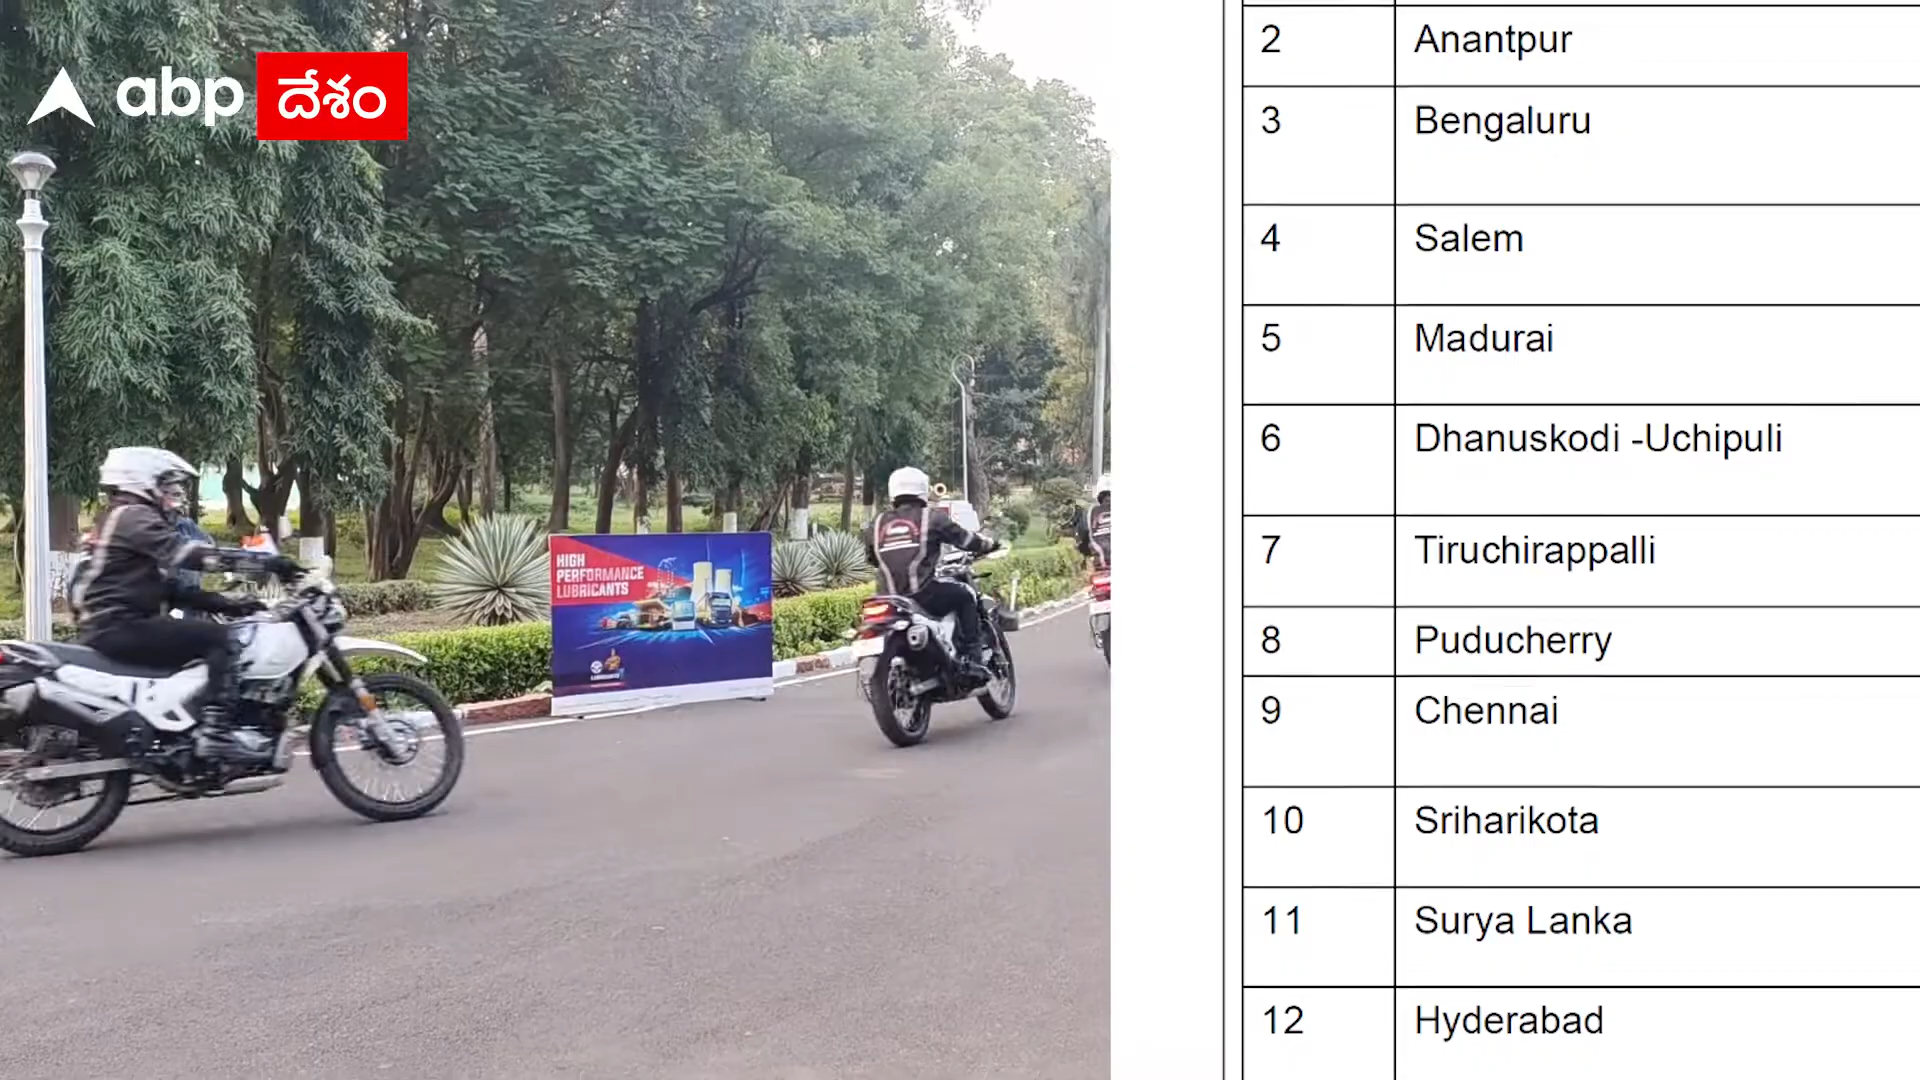 abp దేశం
HIGH
PERFORMANCE
LUBRICANTS
2 Anantpur
3 Bengaluru
4 Salem
5 Madurai
6 Dhanuskodi -Uchipuli
7 Tiruchirappalli
8 Puducherry
9 Chennai
10 Sriharikota
11 Surya Lanka
12 Hyderabad